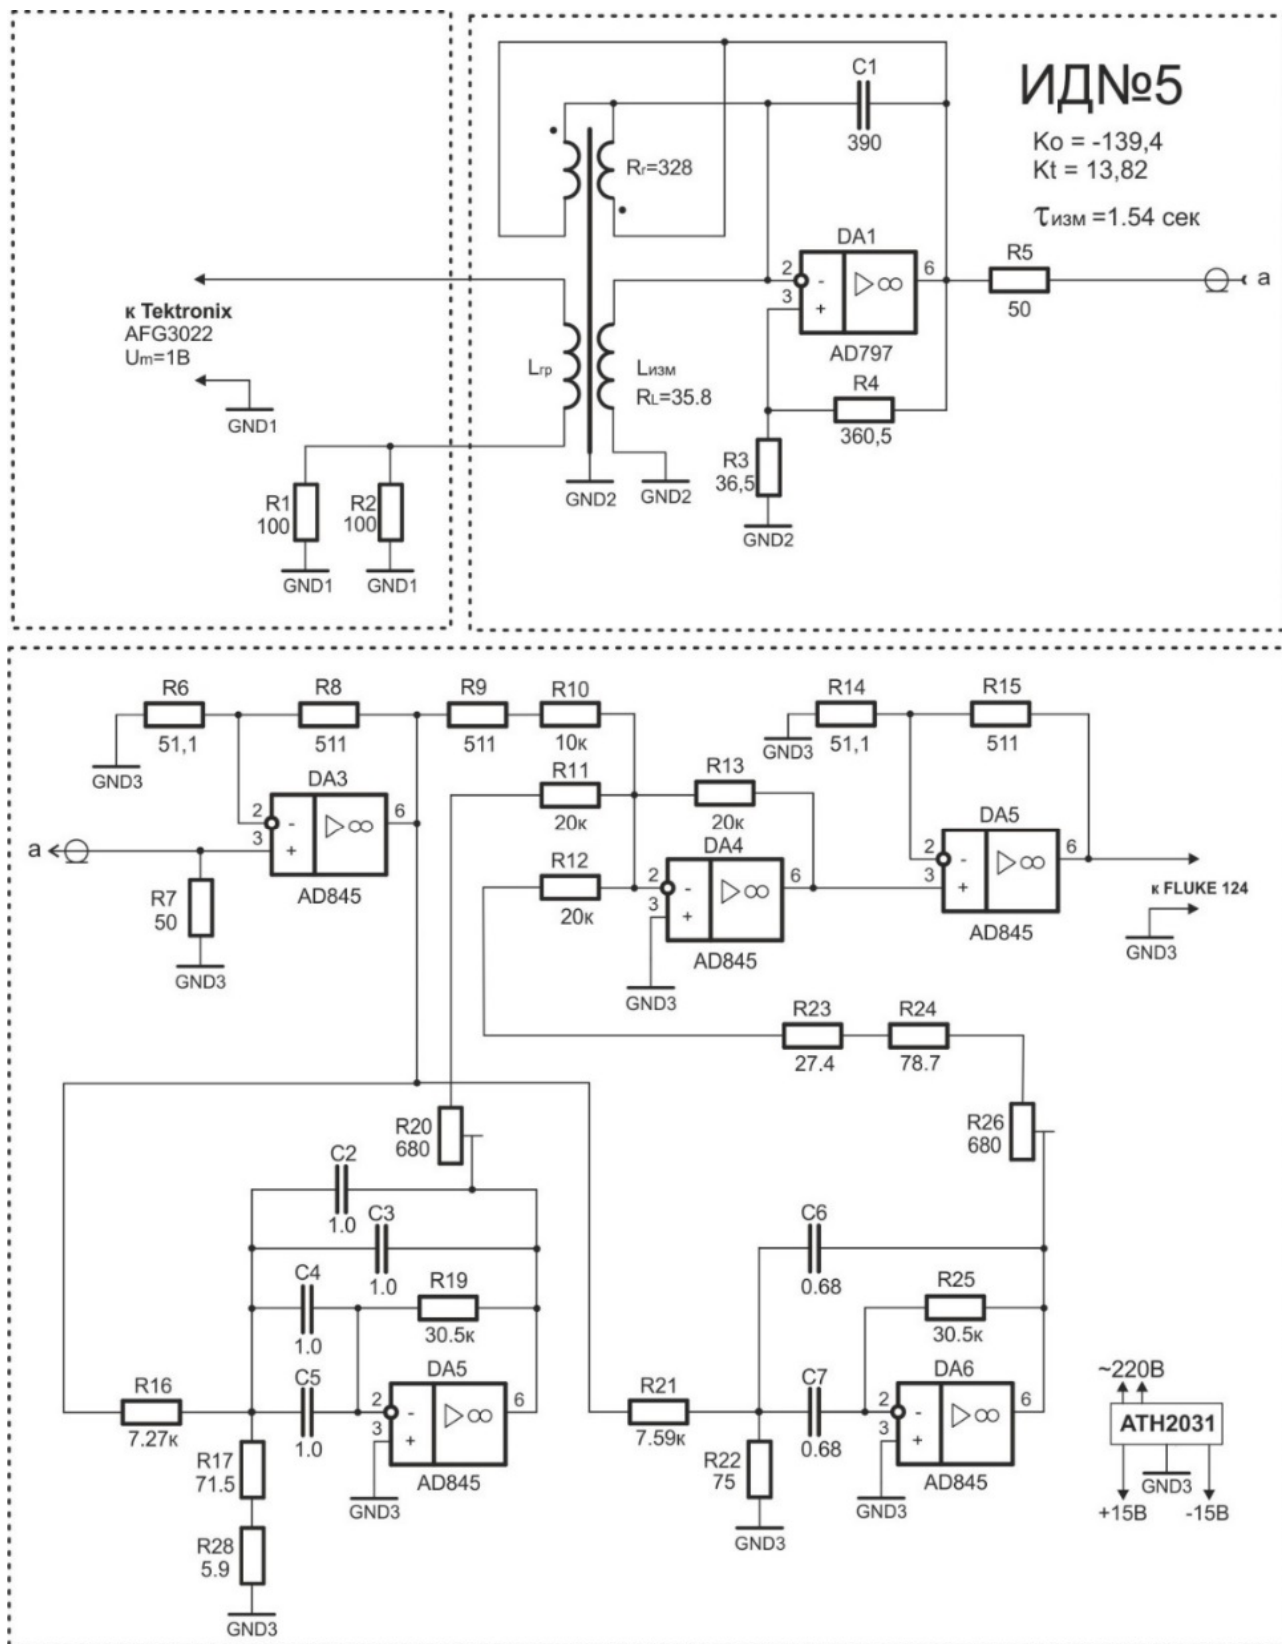 ИД№5
Ko = -139,4
Kt = 13,82
τизм =1.54 сек
C1
390
Rr=328
DA1
2
-
3
+
▷∞
6
AD797
R5
50
a
R4
360,5
R3
36,5
GND2
Lгр
Lизм
RL=35.8
GND2
GND2
к Tektronix
AFG3022
Um=1В
GND1
R1
100
R2
100
GND1
GND1
R6
51,1
R8
511
R9
511
R10
10к
R14
51,1
R15
511
GND3
GND3
DA3
2
-
3
+
▷∞
6
AD845
R11
20к
R13
20к
a
R7
50
GND3
R12
20к
DA4
2
-
3
+
▷∞
6
AD845
GND3
DA5
2
-
3
+
▷∞
6
AD845
к FLUKE 124
GND3
R23
27.4
R24
78.7
R20
680
R26
680
C2
1.0
C3
1.0
C4
1.0
R19
30.5к
C5
1.0
R16
7.27к
DA5
2
-
3
+
▷∞
6
AD845
GND3
R17
71.5
R28
5.9
GND3
C6
0.68
R25
30.5к
C7
0.68
R21
7.59к
DA6
2
-
3
+
▷∞
6
AD845
R22
75
GND3
GND3
~220В
ATH2031
GND3
+15В
-15В